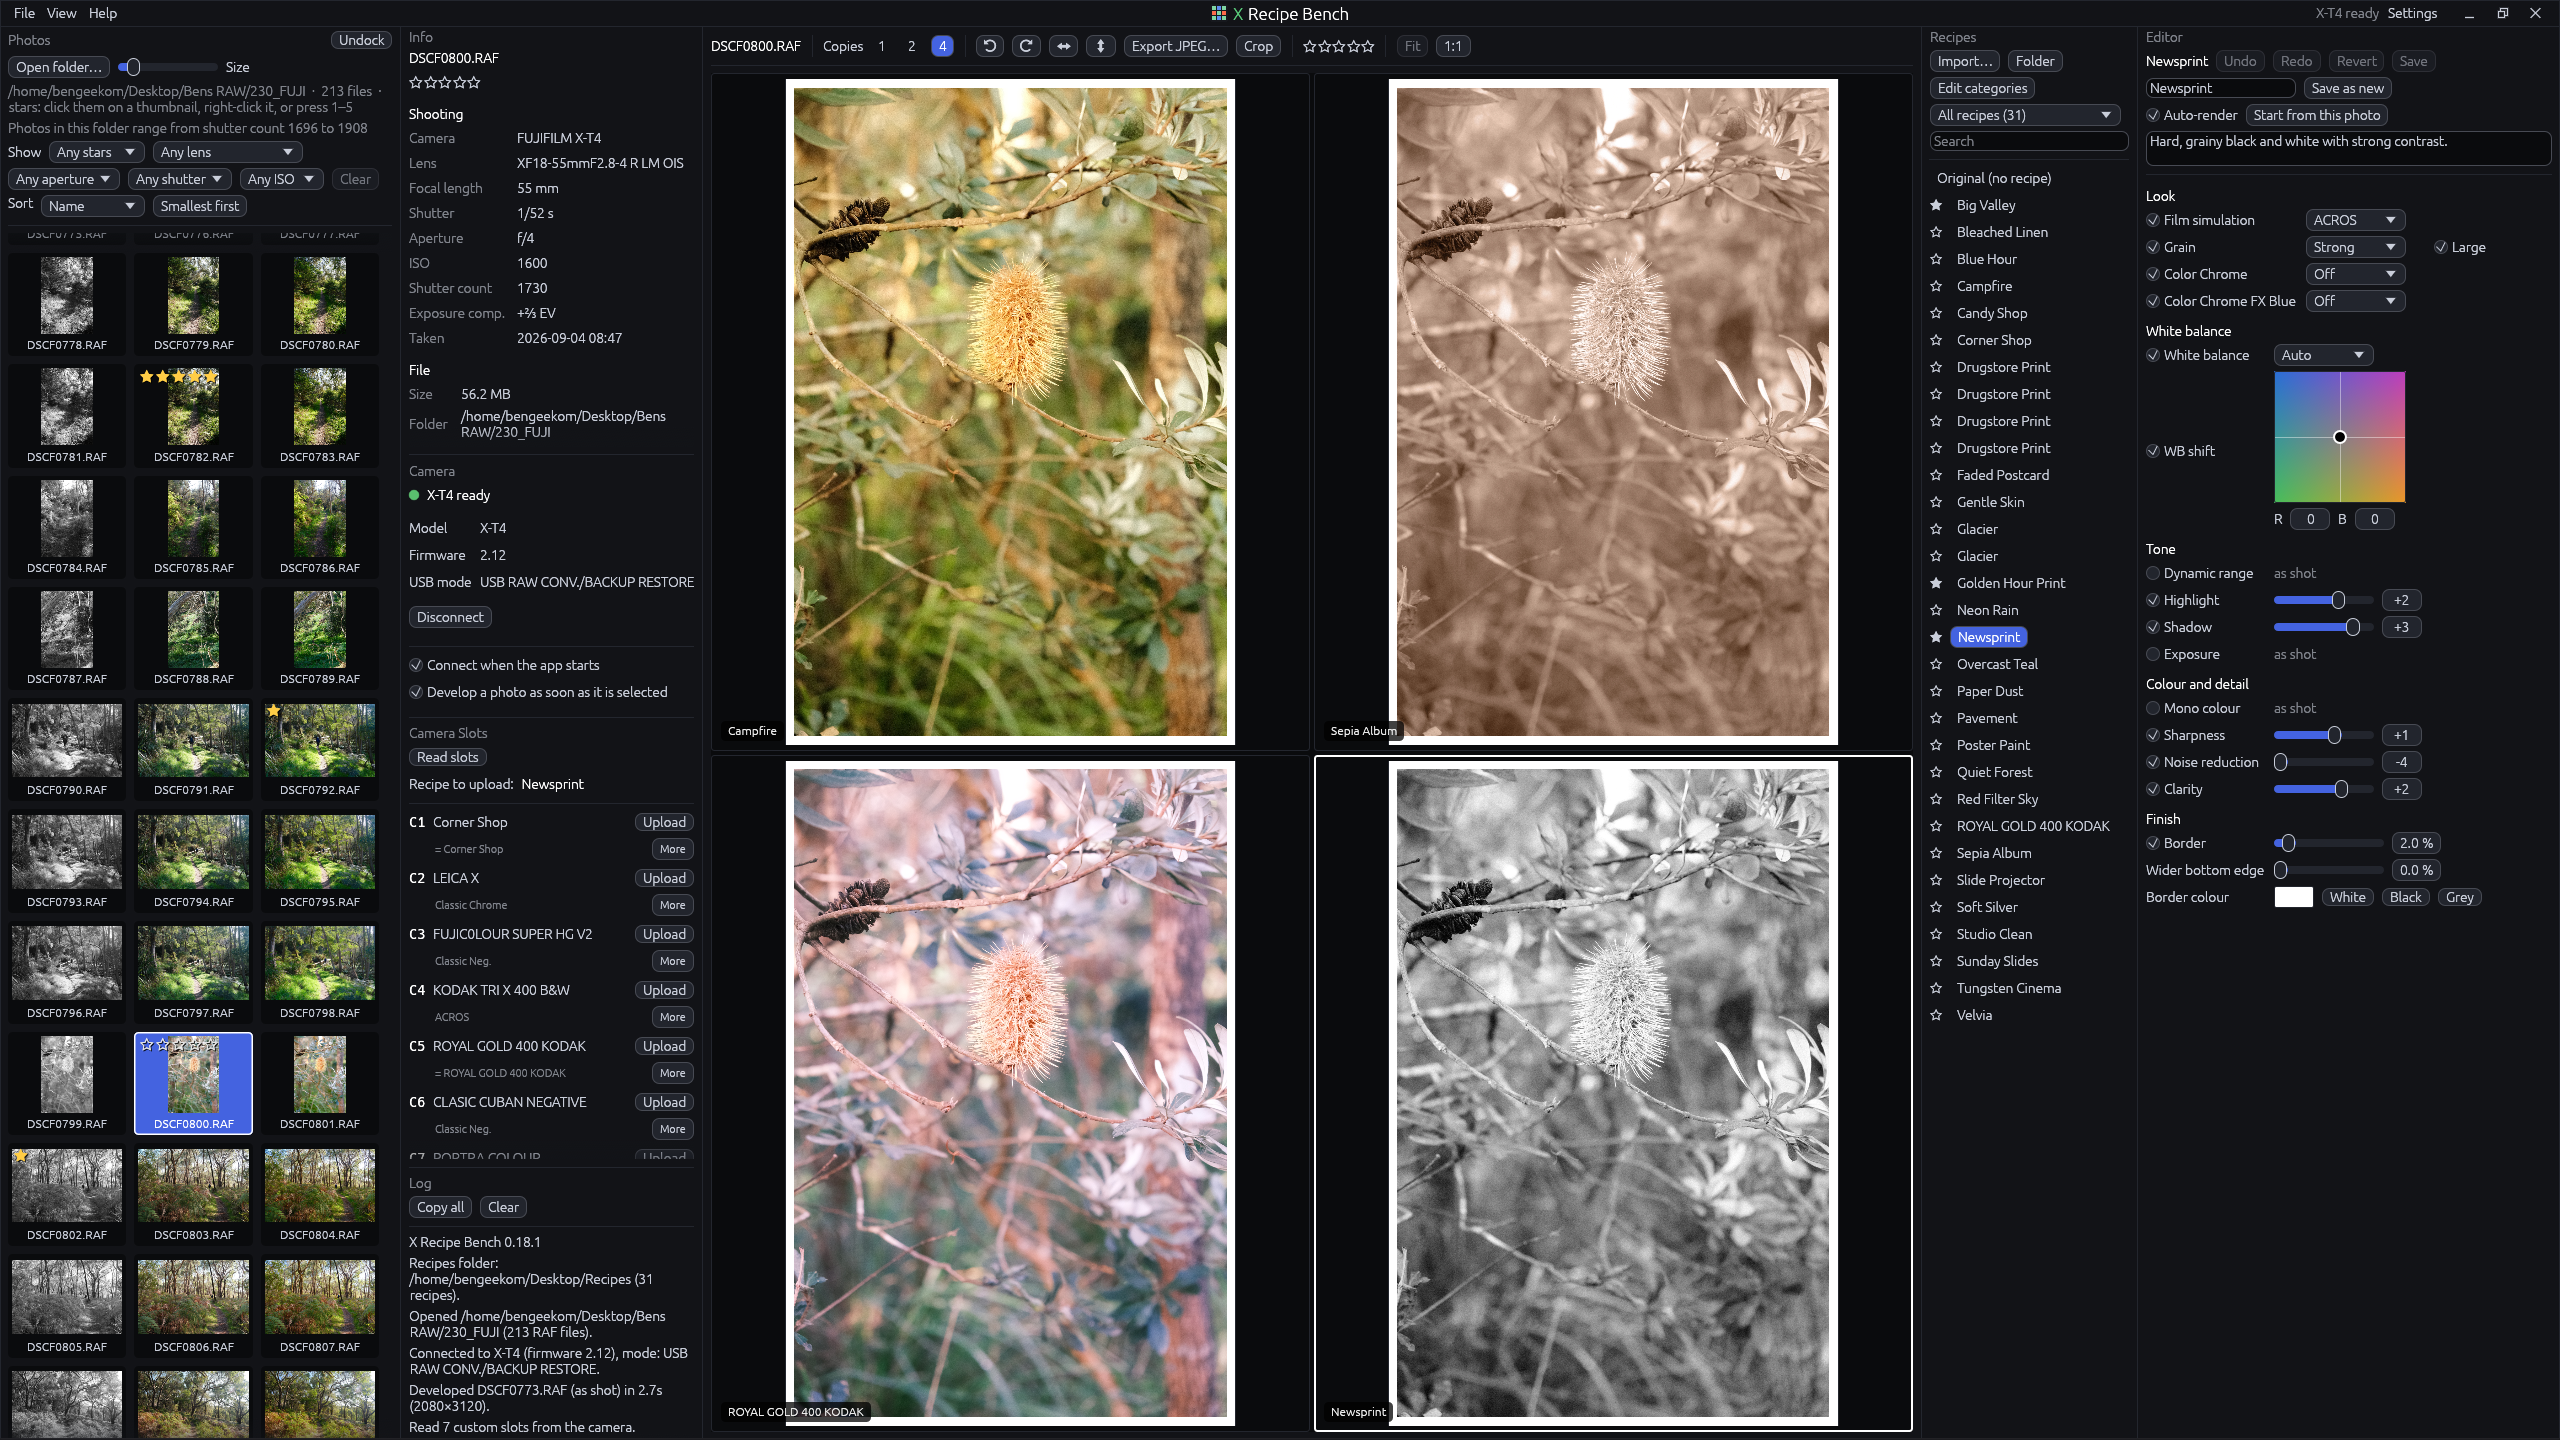 File View Help
X Recipe Bench
X-T4 ready Settings
Photos
Undock
Open folder...
Size
/home/bengeekom/Desktop/Bens RAW/230_FUJI · 213 files ·
stars: click them on a thumbnail, right-click it, or press 1–5
Photos in this folder range from shutter count 1696 to 1908
Show Any stars Any lens
Any aperture Any shutter Any ISO Clear
Sort Name Smallest first
DSCF0775.RAF DSCF0776.RAF DSCF0777.RAF
DSCF0778.RAF DSCF0779.RAF DSCF0780.RAF
DSCF0781.RAF DSCF0782.RAF DSCF0783.RAF
DSCF0784.RAF DSCF0785.RAF DSCF0786.RAF
DSCF0787.RAF DSCF0788.RAF DSCF0789.RAF
DSCF0790.RAF DSCF0791.RAF DSCF0792.RAF
DSCF0793.RAF DSCF0794.RAF DSCF0795.RAF
DSCF0796.RAF DSCF0797.RAF DSCF0798.RAF
DSCF0799.RAF DSCF0800.RAF DSCF0801.RAF
DSCF0802.RAF DSCF0803.RAF DSCF0804.RAF
DSCF0805.RAF DSCF0806.RAF DSCF0807.RAF
Info
DSCF0800.RAF
Shooting
Camera FUJIFILM X-T4
Lens XF18-55mmF2.8-4 R LM OIS
Focal length 55 mm
Shutter 1/52 s
Aperture f/4
ISO 1600
Shutter count 1730
Exposure comp. +⅔ EV
Taken 2026-09-04 08:47
File
Size 56.2 MB
Folder /home/bengeekom/Desktop/Bens
RAW/230_FUJI
Camera
X-T4 ready
Model X-T4
Firmware 2.12
USB mode USB RAW CONV./BACKUP RESTORE
Disconnect
Connect when the app starts
Develop a photo as soon as it is selected
Camera Slots
Read slots
Recipe to upload: Newsprint
C1 Corner Shop Upload
= Corner Shop More
C2 LEICA X Upload
Classic Chrome More
C3 FUJIC0LOUR SUPER HG V2 Upload
Classic Neg. More
C4 KODAK TRI X 400 B&W Upload
ACROS More
C5 ROYAL GOLD 400 KODAK Upload
= ROYAL GOLD 400 KODAK More
C6 CLASIC CUBAN NEGATIVE Upload
Classic Neg. More
C7 PORTRA COLOUR Upload
Log
Copy all Clear
X Recipe Bench 0.18.1
Recipes folder:
/home/bengeekom/Desktop/Recipes (31
recipes).
Opened /home/bengeekom/Desktop/Bens
RAW/230_FUJI (213 RAF files).
Connected to X-T4 (firmware 2.12), mode: USB
RAW CONV./BACKUP RESTORE.
Developed DSCF0773.RAF (as shot) in 2.7s
(2080×3120).
Read 7 custom slots from the camera.
DSCF0800.RAF Copies 1 2 4 Export JPEG... Crop Fit 1:1
Campfire
Sepia Album
ROYAL GOLD 400 KODAK
Newsprint
Recipes
Import... Folder
Edit categories
All recipes (31)
Search
Original (no recipe)
Big Valley
Bleached Linen
Blue Hour
Campfire
Candy Shop
Corner Shop
Drugstore Print
Drugstore Print
Drugstore Print
Drugstore Print
Faded Postcard
Gentle Skin
Glacier
Glacier
Golden Hour Print
Neon Rain
Newsprint
Overcast Teal
Paper Dust
Pavement
Poster Paint
Quiet Forest
Red Filter Sky
ROYAL GOLD 400 KODAK
Sepia Album
Slide Projector
Soft Silver
Studio Clean
Sunday Slides
Tungsten Cinema
Velvia
Editor
Newsprint Undo Redo Revert Save
Newsprint Save as new
Auto-render Start from this photo
Hard, grainy black and white with strong contrast.
Look
Film simulation ACROS
Grain Strong Large
Color Chrome Off
Color Chrome FX Blue Off
White balance
White balance Auto
WB shift
R 0 B 0
Tone
Dynamic range as shot
Highlight +2
Shadow +3
Exposure as shot
Colour and detail
Mono colour as shot
Sharpness +1
Noise reduction -4
Clarity +2
Finish
Border 2.0 %
Wider bottom edge 0.0 %
Border colour White Black Grey